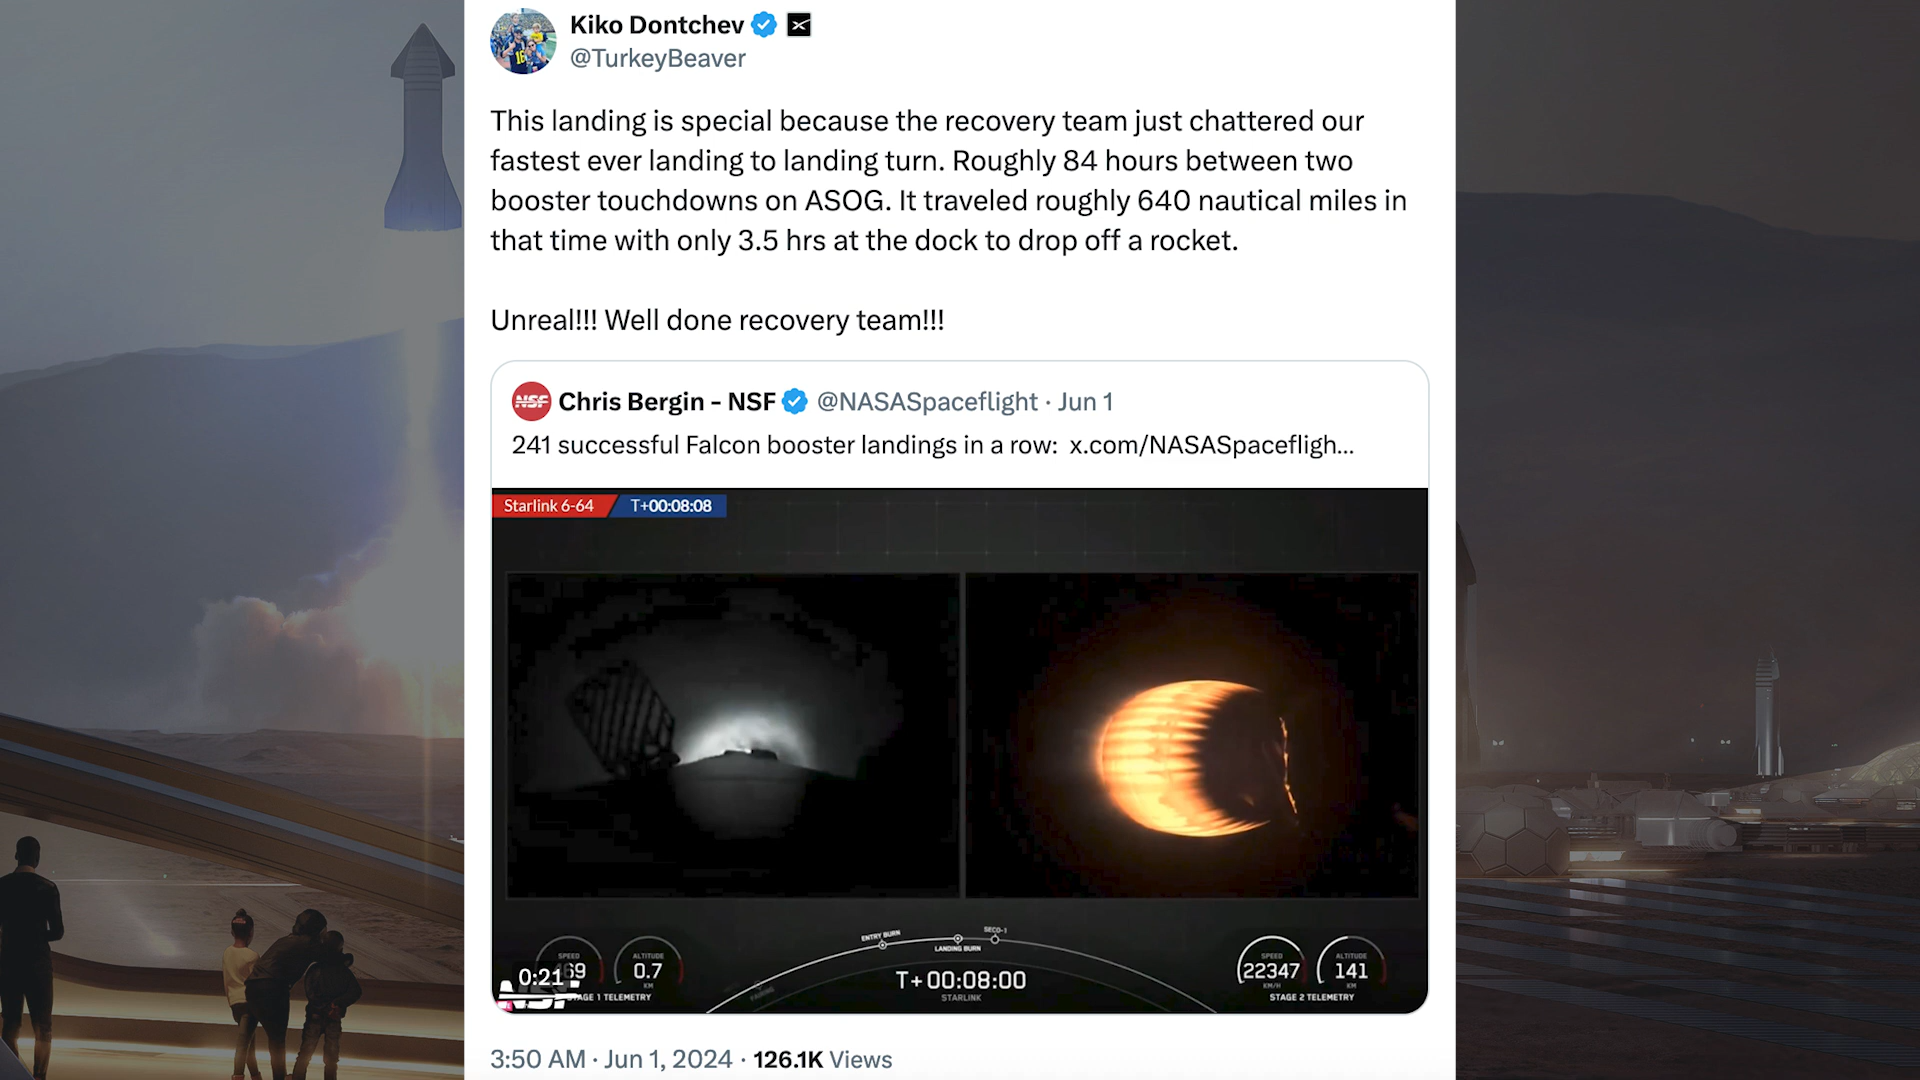 Kiko Dontchev
@TurkeyBeaver
This landing is special because the recovery team just chattered our
fastest ever landing to landing turn. Roughly 84 hours between two
booster touchdowns on ASOG. It traveled roughly 640 nautical miles in
that time with only 3.5 hrs at the dock to drop off a rocket.
Unreal!!! Well done recovery team!!!
NSF Chris Bergin - NSF @NASASpaceflight · Jun 1
241 successful Falcon booster landings in a row: x.com/NASASpacefligh...
Starlink 6-64 T+00:08:08
ENTRY BURN LANDING BURN SECO-1
SPEED ALTITUDE 0.7 KM
0:21
NSF
STAGE 1 TELEMETRY
FAIRING
T+00:08:00
STARLINK
SPEED 22347 KM/H ALTITUDE 141 KM
STAGE 2 TELEMETRY
3:50 AM · Jun 1, 2024 · 126.1K Views